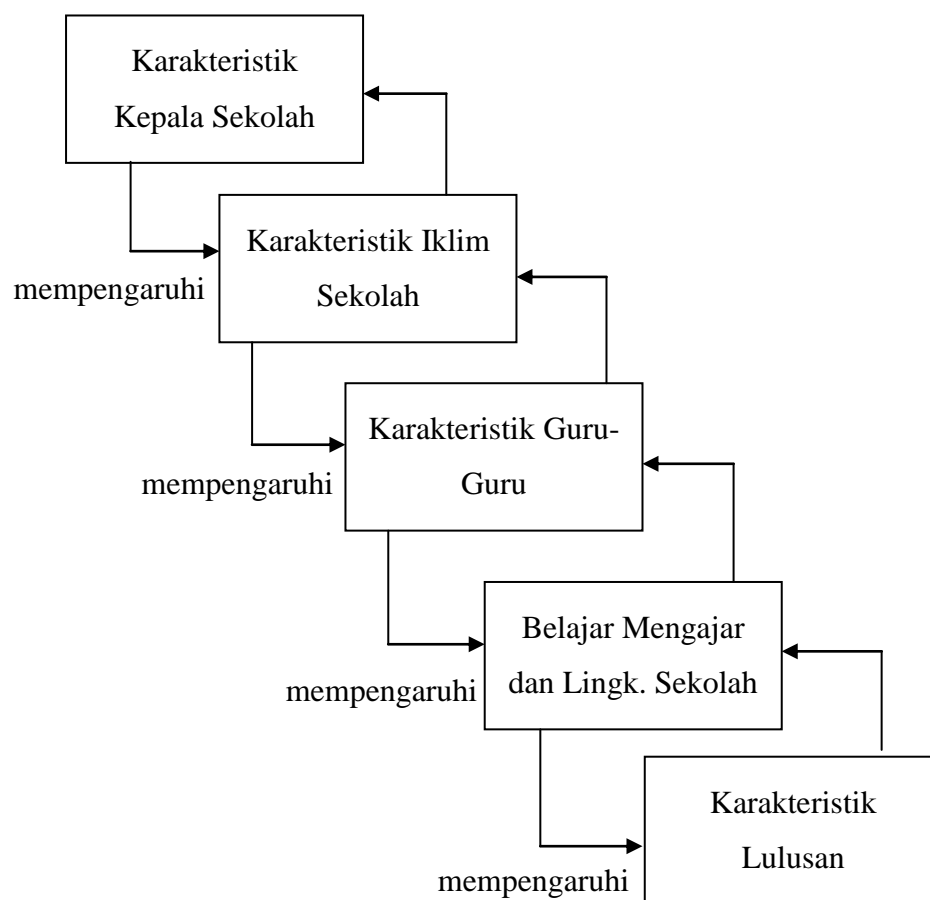 Karakteristik
Kepala Sekolah
Karakteristik Iklim
Sekolah
mempengaruhi
Karakteristik Guru-
Guru
mempengaruhi
Belajar Mengajar
dan Lingk. Sekolah
mempengaruhi
Karakteristik
Lulusan
mempengaruhi